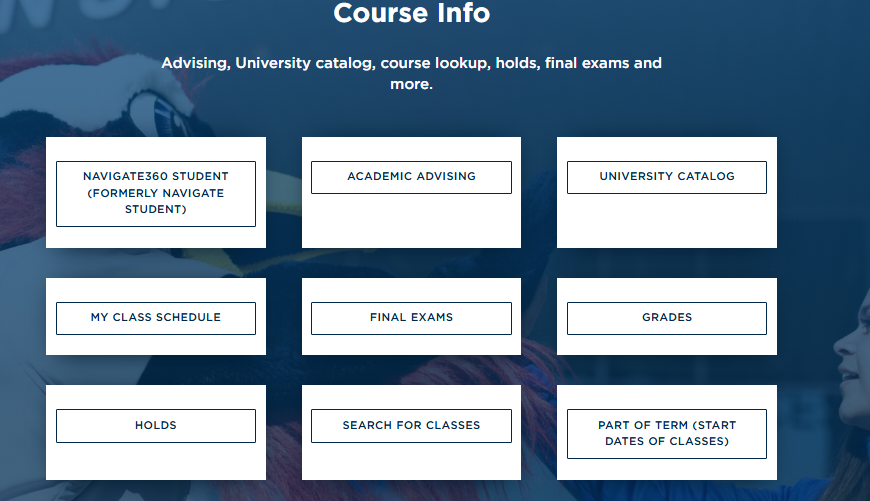 Course Info
Advising, University catalog, course lookup, holds, final exams and
more.
NAVIGATE360 STUDENT
(FORMERLY NAVIGATE
STUDENT)
ACADEMIC ADVISING
UNIVERSITY CATALOG
MY CLASS SCHEDULE
FINAL EXAMS
GRADES
HOLDS
SEARCH FOR CLASSES
PART OF TERM (START
DATES OF CLASSES)